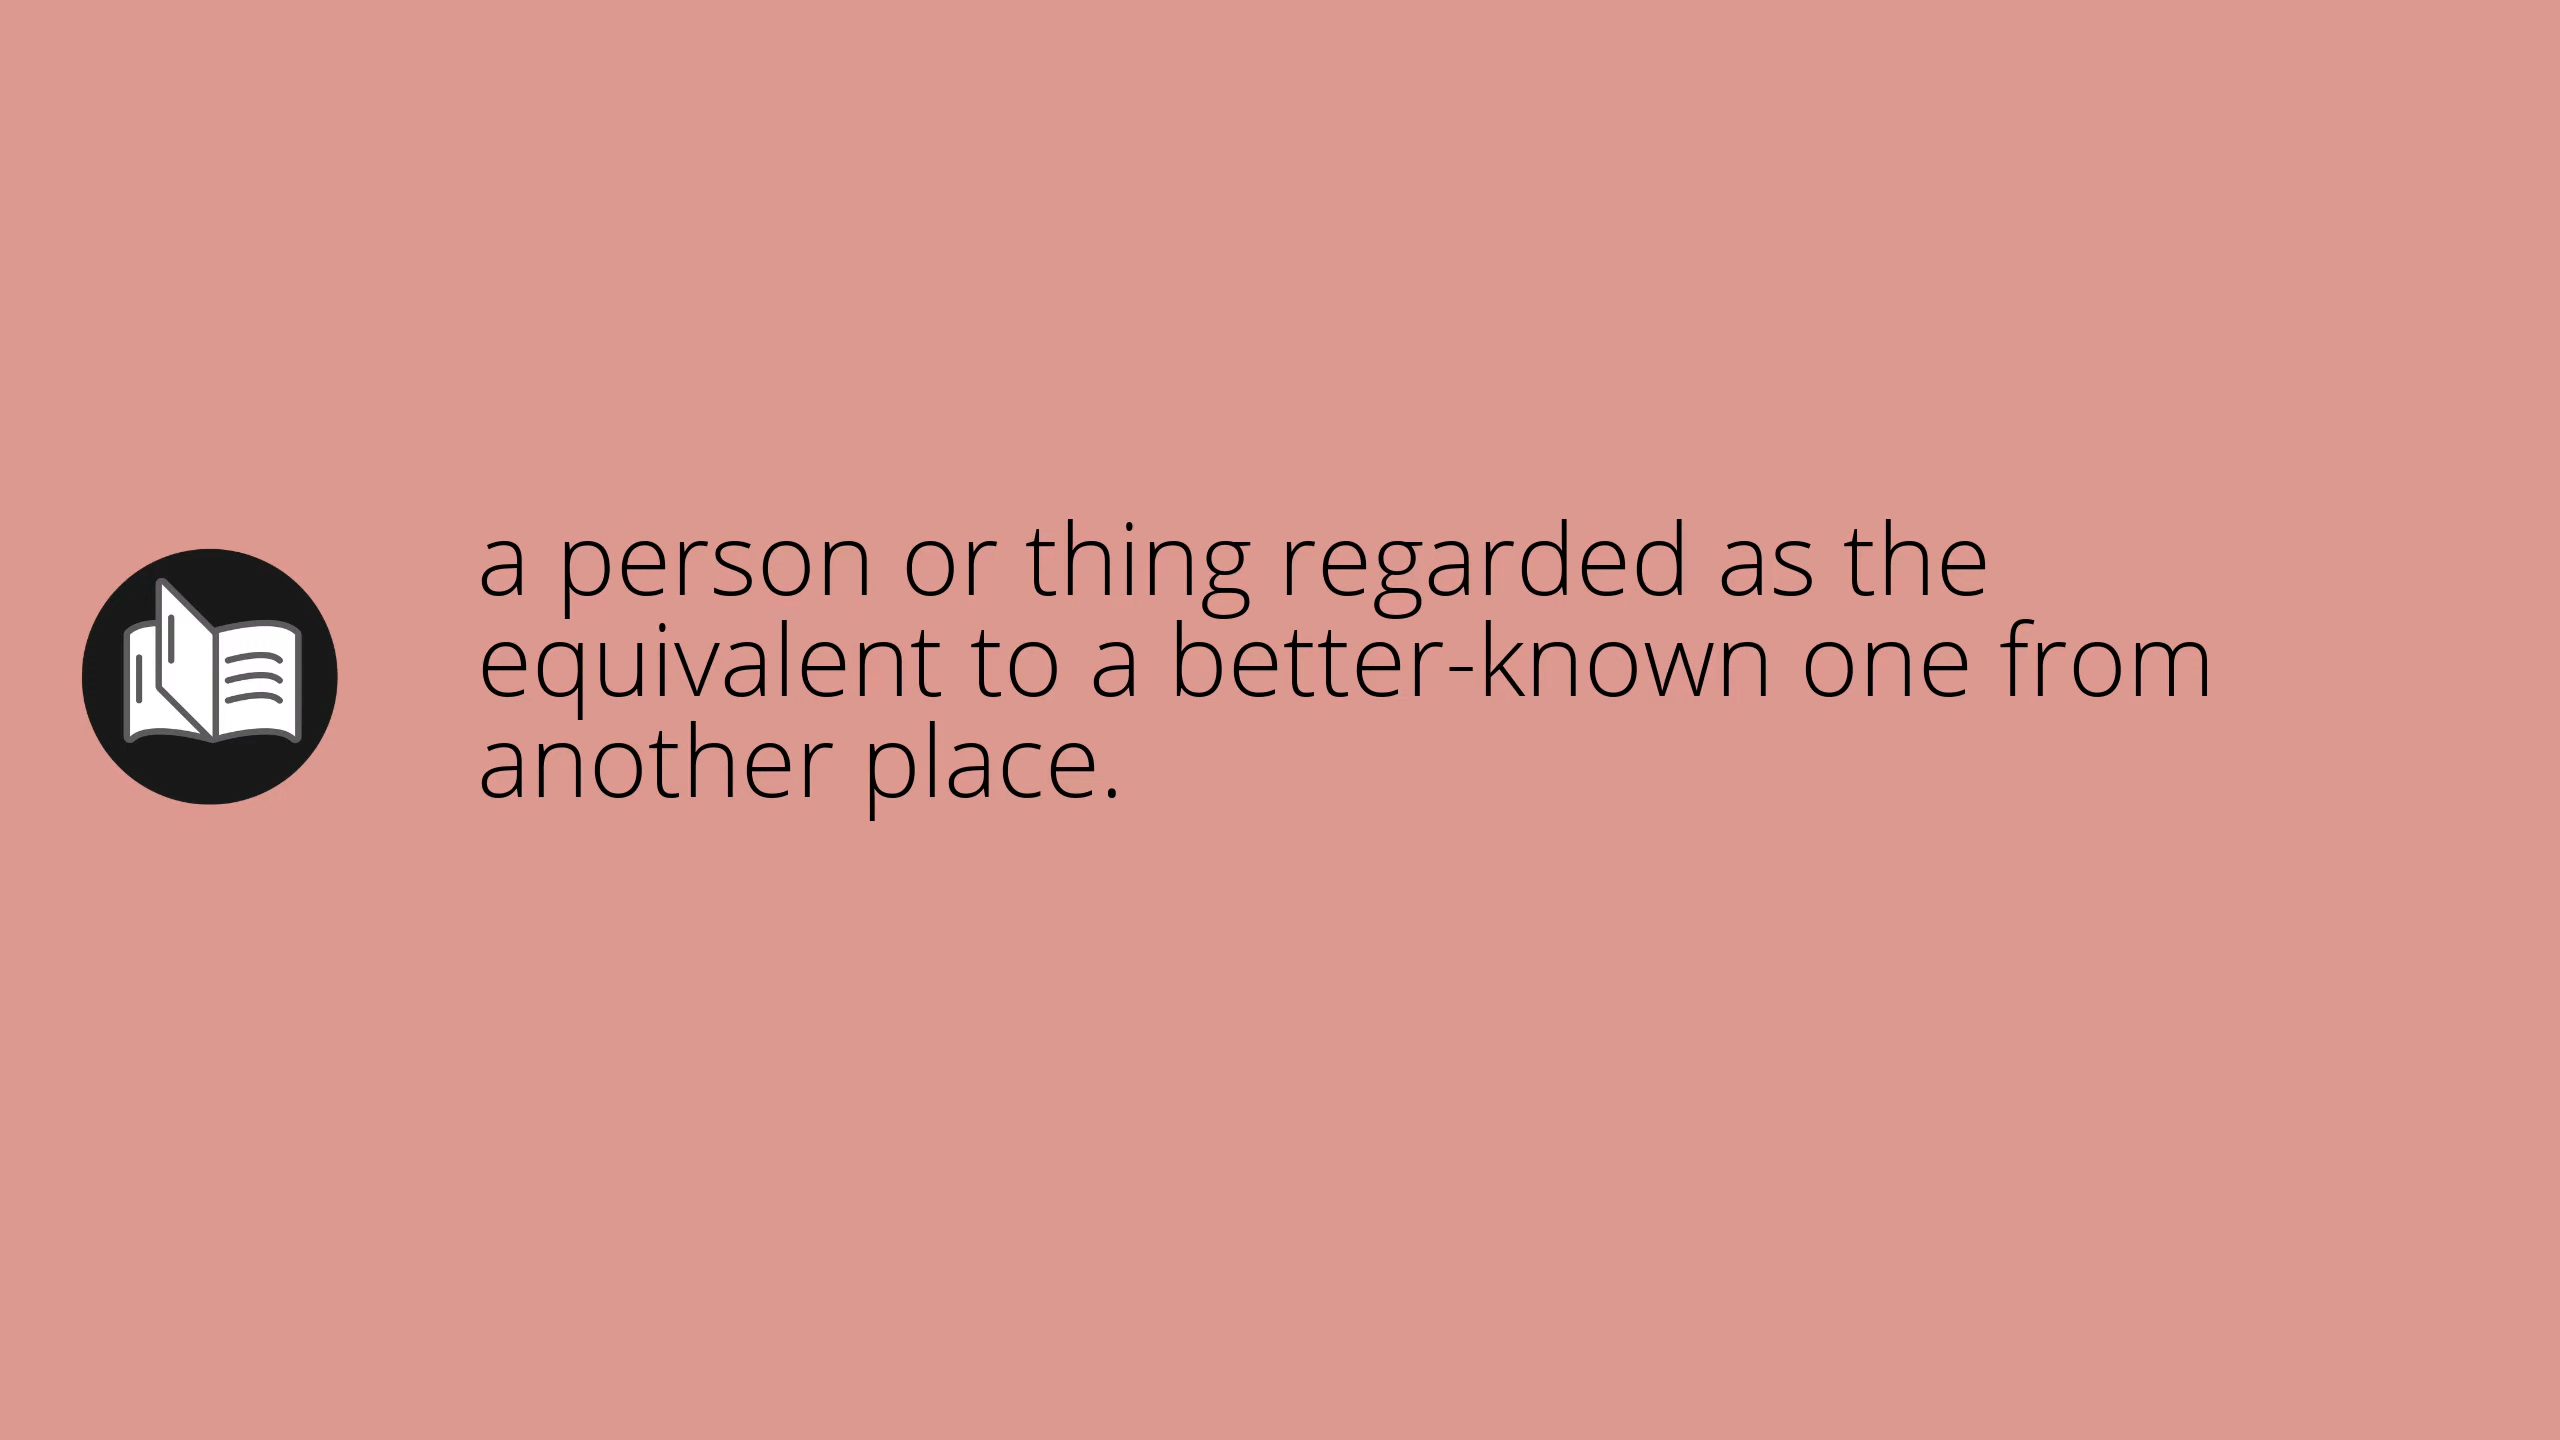 a person or thing regarded as the
equivalent to a better-known one from
another place.